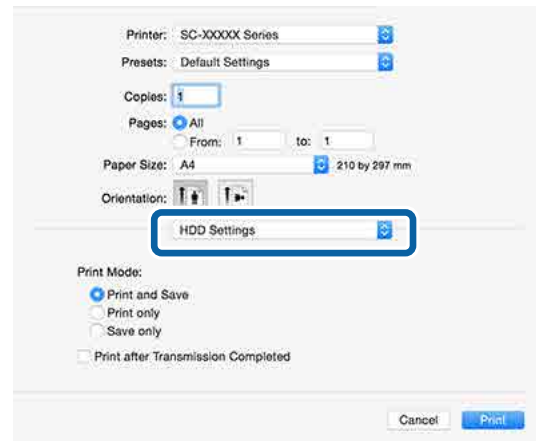 Printer: SC-XXXXX Series
Presets: Default Settings
Copies: 1
Pages: All
From: 1 to: 1
Paper Size: A4 210 by 297 mm
Orientation:
HDD Settings
Print Mode:
Print and Save
Print only
Save only
Print after Transmission Completed
Cancel Print